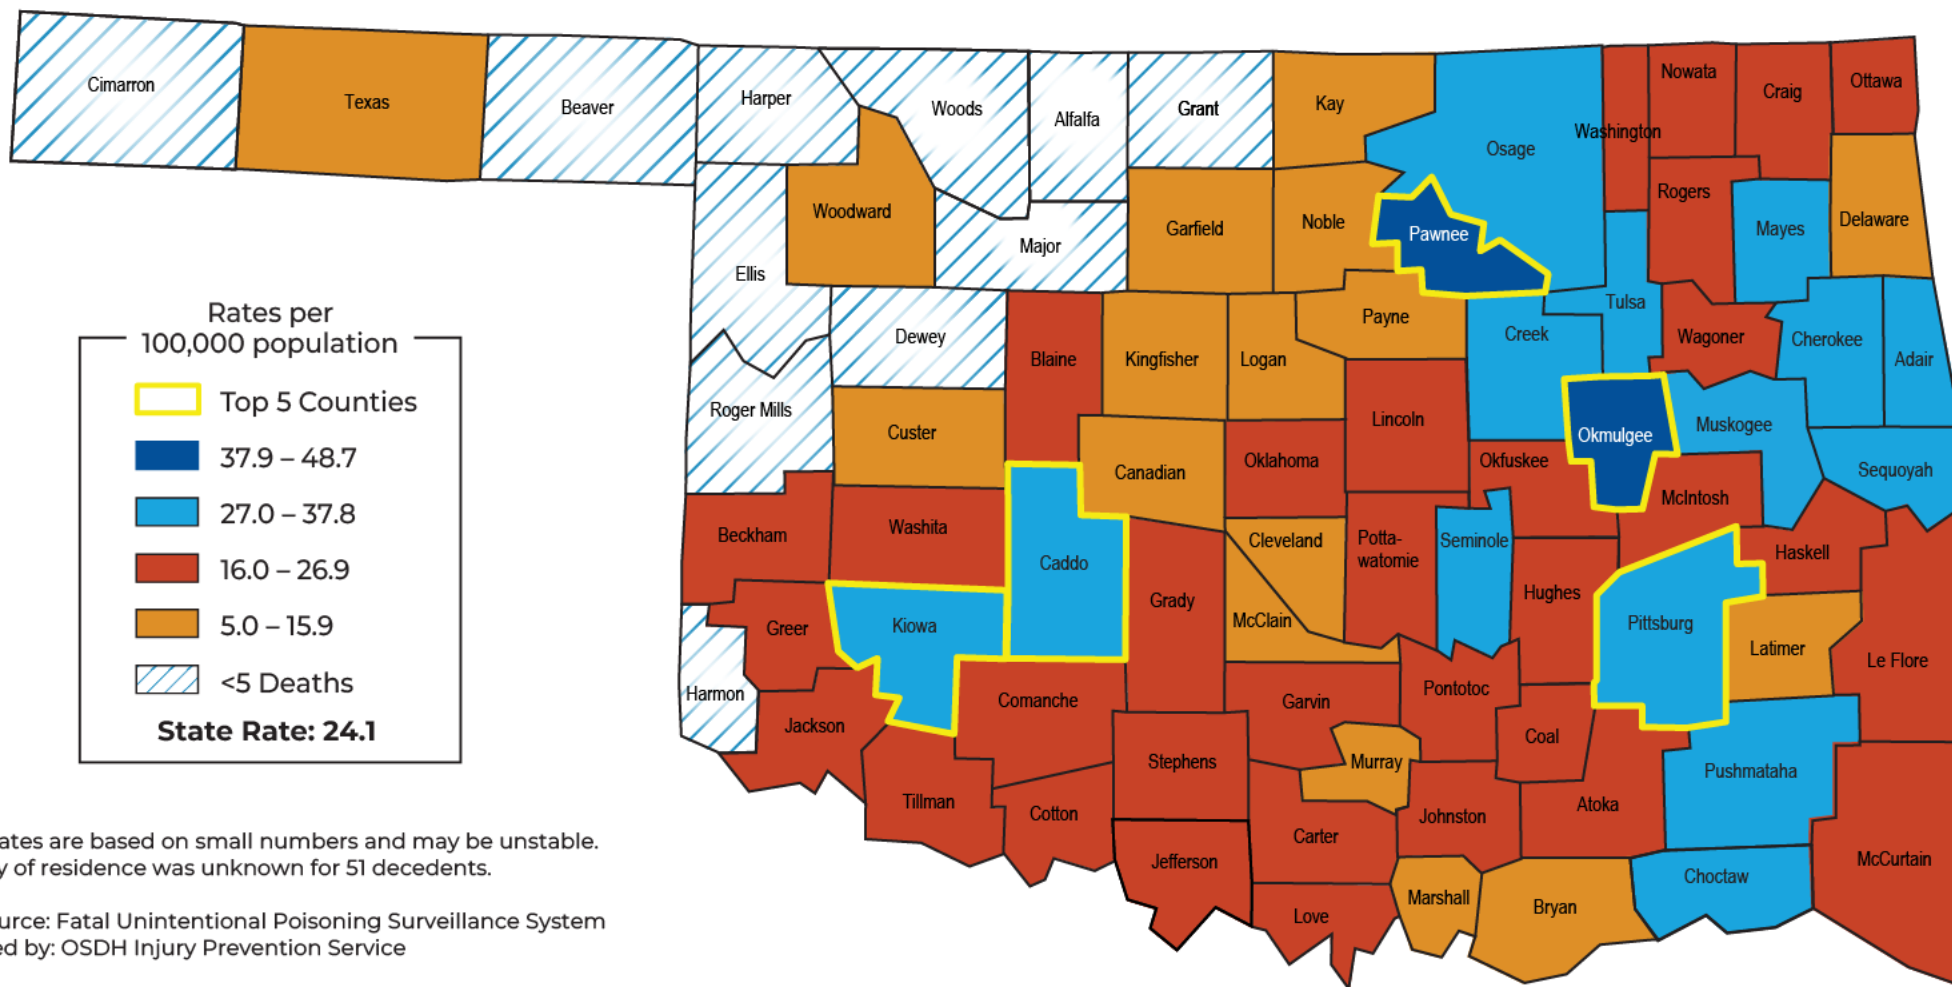 Cimarron
Texas
Beaver
Harper
Woods
Alfalfa
Grant
Kay
Osage
Washington
Nowata
Craig
Ottawa
Woodward
Ellis
Major
Garfield
Noble
Pawnee
Rogers
Mayes
Delaware
Dewey
Blaine
Kingfisher
Logan
Payne
Creek
Tulsa
Wagoner
Cherokee
Adair
Roger Mills
Custer
Canadian
Oklahoma
Lincoln
Okfuskee
Okmulgee
Muskogee
Sequoyah
McIntosh
Beckham
Washita
Caddo
Grady
Cleveland
McClain
Potta-
watomie
Seminole
Hughes
Pittsburg
Haskell
Latimer
Le Flore
Harmon
Greer
Kiowa
Jackson
Comanche
Tillman
Cotton
Stephens
Jefferson
Garvin
Murray
Carter
Love
Pontotoc
Johnston
Marshall
Coal
Atoka
Bryan
Pushmataha
Choctaw
McCurtain
Rates per
100,000 population
Top 5 Counties
37.9 – 48.7
27.0 – 37.8
16.0 – 26.9
5.0 – 15.9
<5 Deaths
State Rate: 24.1
ates are based on small numbers and may be unstable.
y of residence was unknown for 51 decedents.
urce: Fatal Unintentional Poisoning Surveillance System
ed by: OSDH Injury Prevention Service